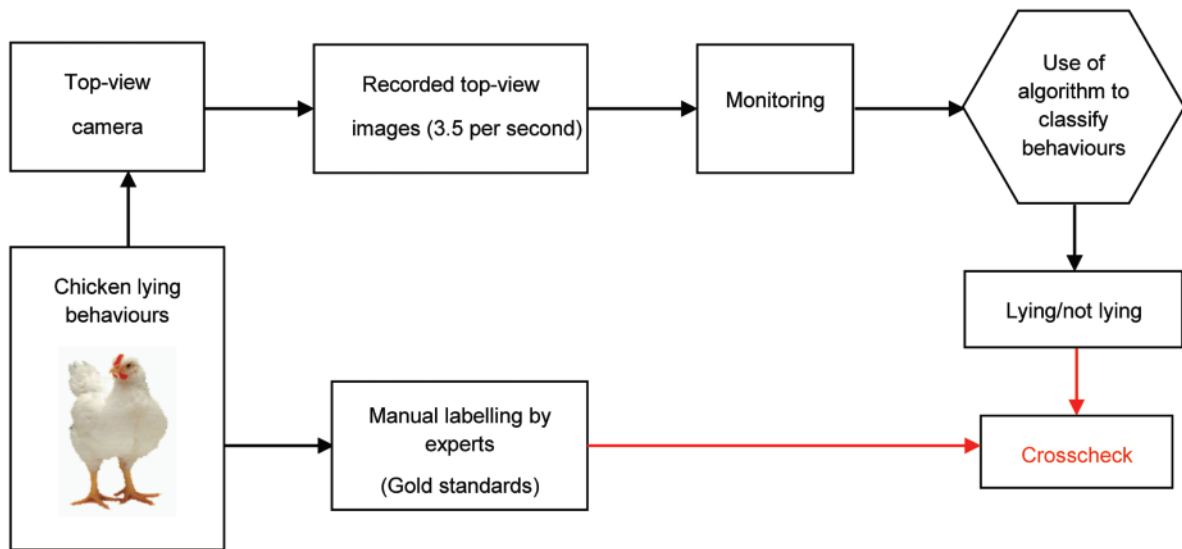 Top-view
camera
Recorded top-view
images (3.5 per second)
Monitoring
Use of
algorithm to
classify
behaviours
Chicken lying
behaviours
Lying/not lying
Manual labelling by
experts
(Gold standards)
Crosscheck